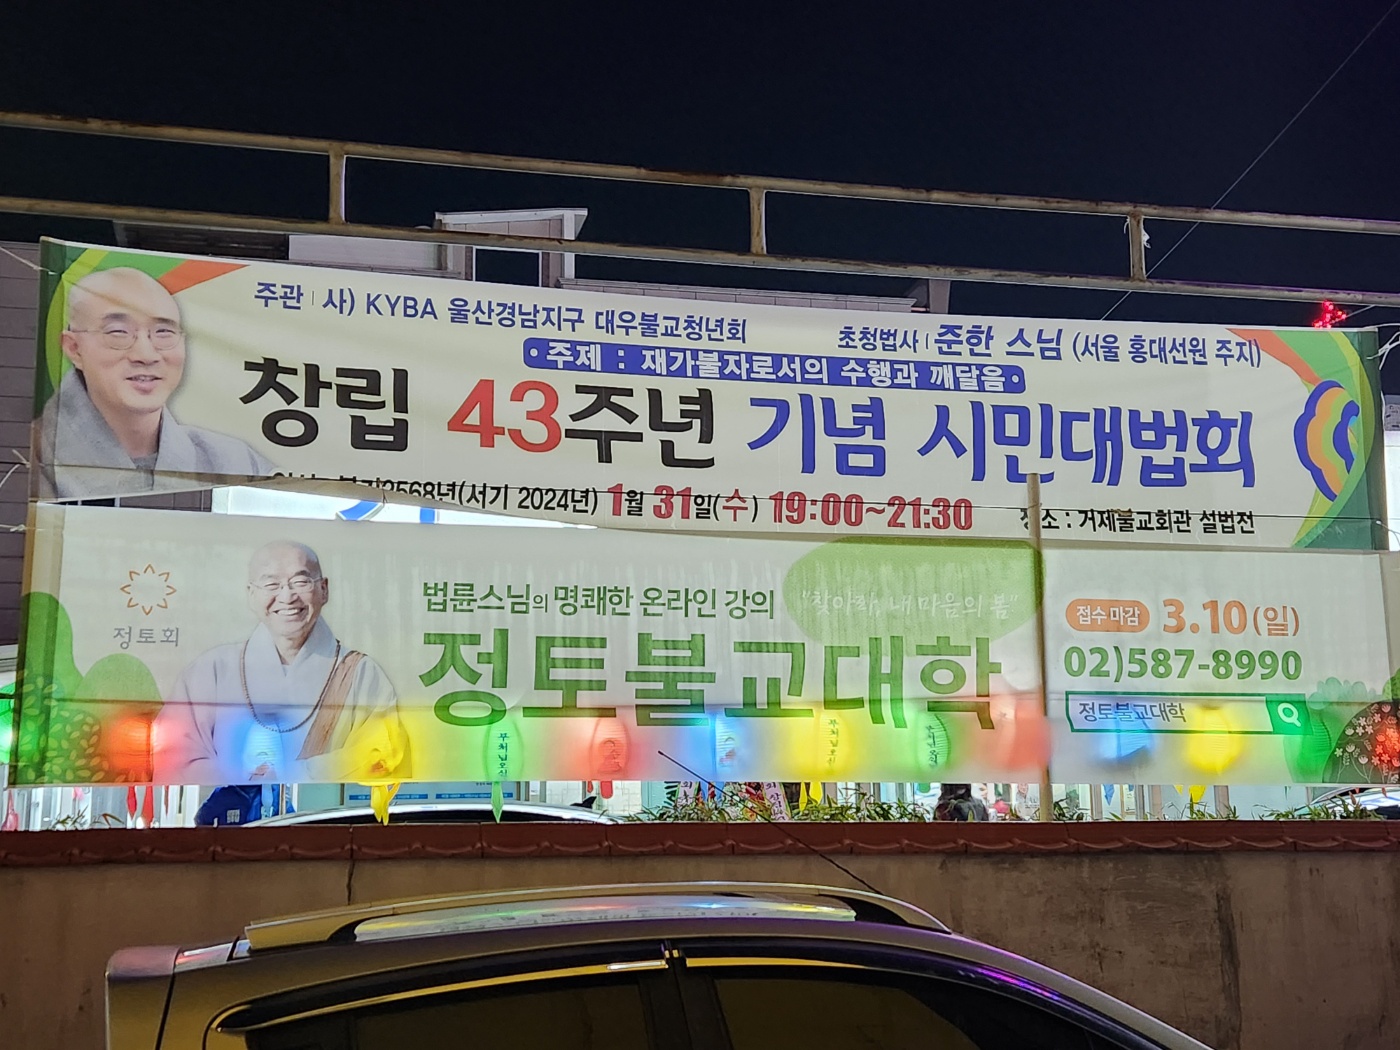 주관 | 사) KYBA 울산경남지구 대우불교청년회
초청법사 | 준한 스님 (서울 홍대선원 주지)
· 주제 : 재가불자로서의 수행과 깨달음 ·
창립 43주년 기념 시민대법회
2568년(서기 2024년) 1월 31일(수) 19:00~21:30
장소 : 거제불교회관 설법전
정토회
법륜스님의 명쾌한 온라인 강의
"찾아라, 내 마음의 봄"
정토불교대학
접수 마감 3.10 (일)
02)587-8990
정토불교대학
부처님오신